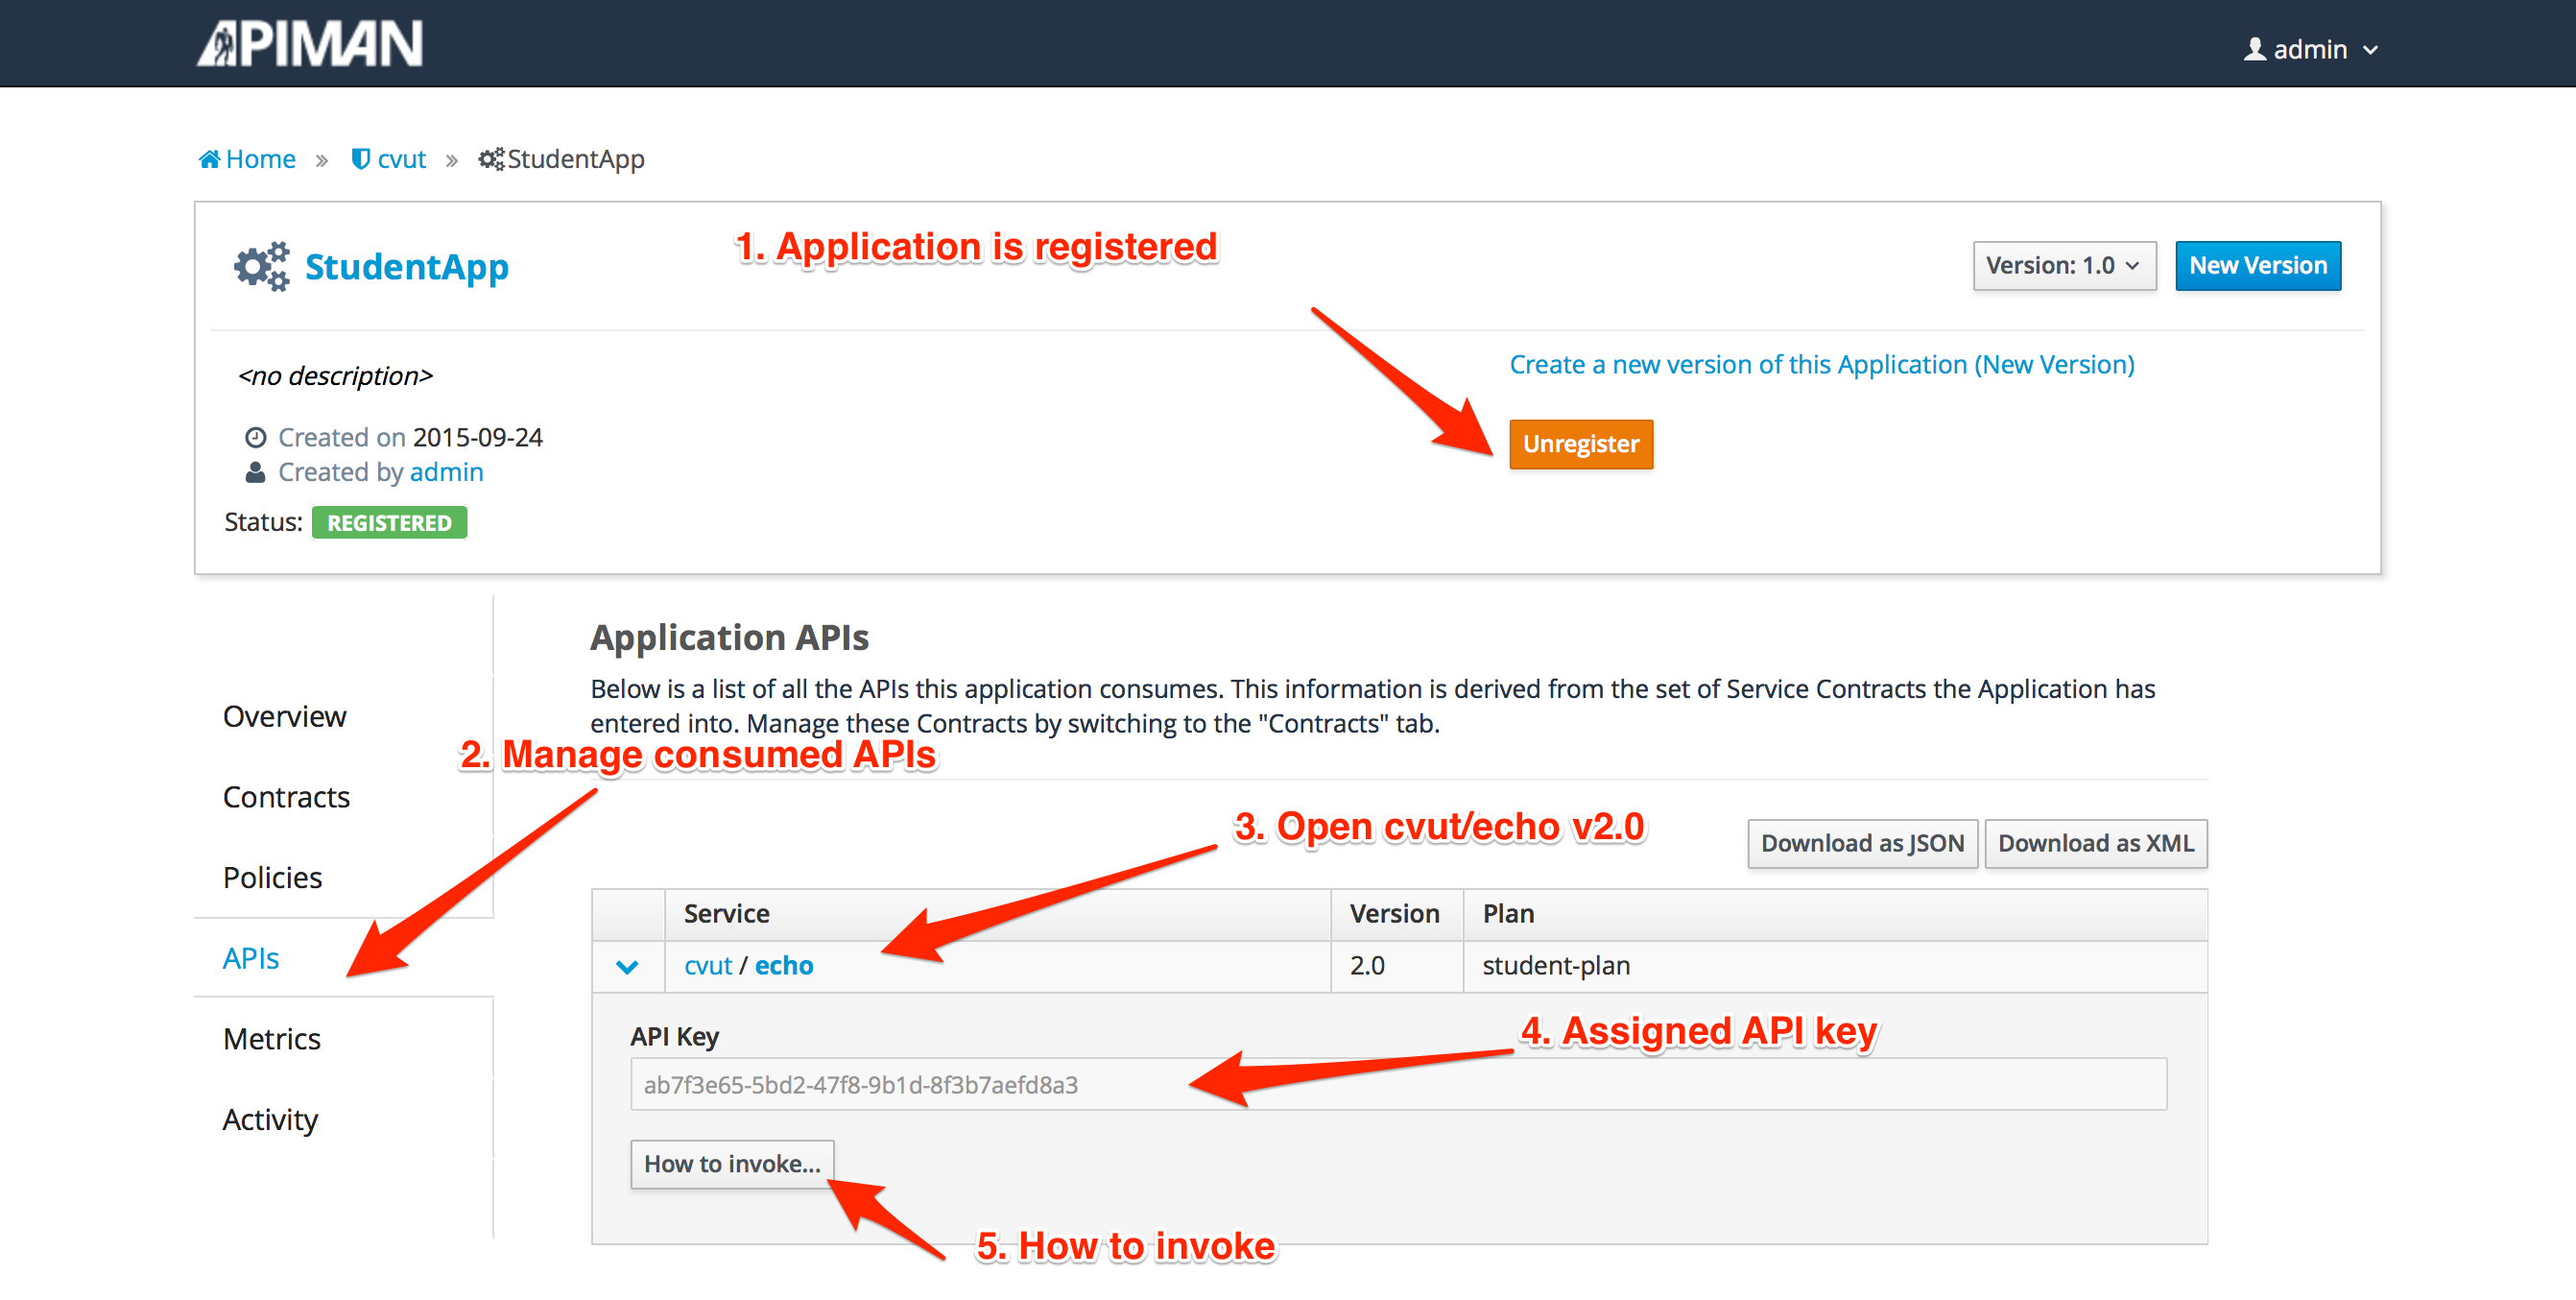 APIMAN
admin
Home » cvut » StudentApp
StudentApp
1. Application is registered
Version: 1.0
New Version
<no description>
Create a new version of this Application (New Version)
Created on 2015-09-24
Unregister
Created by admin
Status: REGISTERED
Application APIs
Below is a list of all the APIs this application consumes. This information is derived from the set of Service Contracts the Application has
entered into. Manage these Contracts by switching to the "Contracts" tab.
Overview
2. Manage consumed APIs
Contracts
3. Open cvut/echo v2.0
Download as JSON
Download as XML
Policies
Service Version Plan
APIs
cvut / echo 2.0 student-plan
Metrics
API Key
4. Assigned API key
ab7f3e65-5bd2-47f8-9b1d-8f3b7aefd8a3
Activity
How to invoke...
5. How to invoke